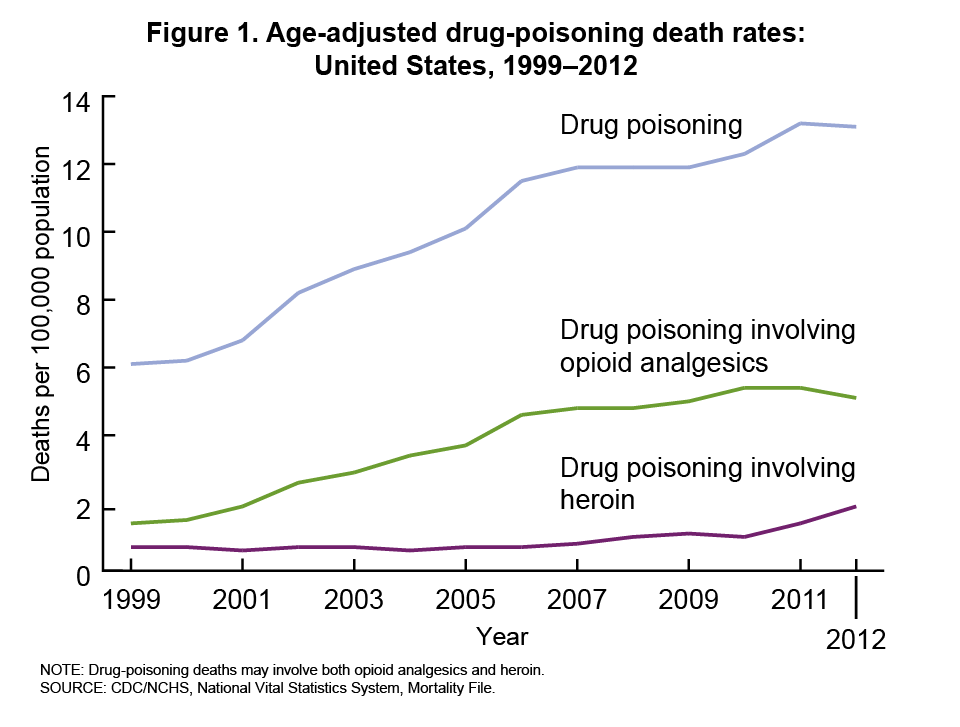 Figure 1. Age-adjusted drug-poisoning death rates:
United States, 1999–2012
Deaths per 100,000 population
14
12
10
8
6
4
2
0
Drug poisoning
Drug poisoning involving
opioid analgesics
Drug poisoning involving
heroin
1999 2001 2003 2005 2007 2009 2011
2012
Year
NOTE: Drug-poisoning deaths may involve both opioid analgesics and heroin.
SOURCE: CDC/NCHS, National Vital Statistics System, Mortality File.